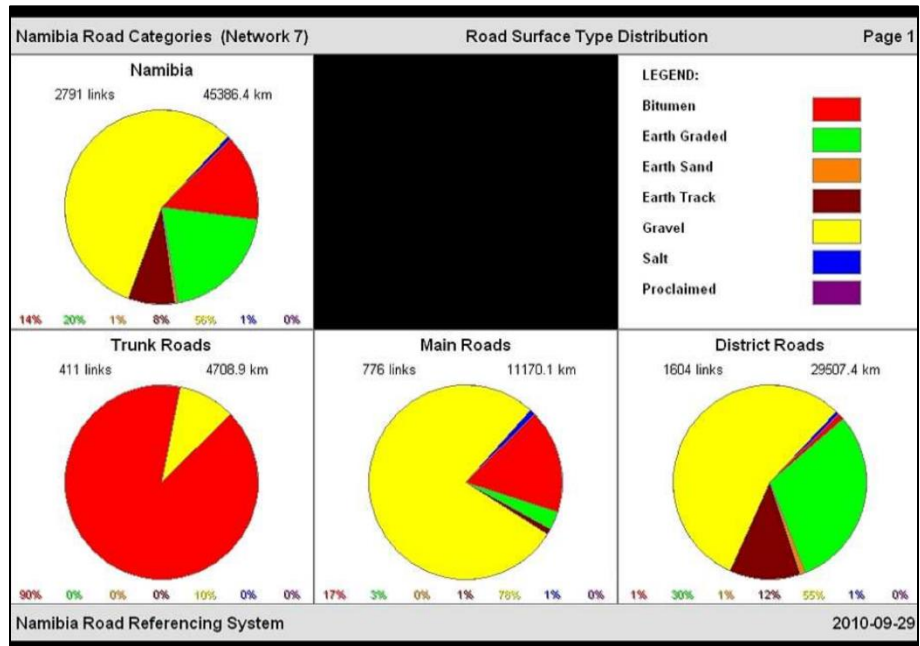 Namibia Road Categories (Network 7) Road Surface Type Distribution Page 1
Namibia
2791 links 45386.4 km
14% 20% 1% 8% 56% 1% 0%
LEGEND:
Bitumen
Earth Graded
Earth Sand
Earth Track
Gravel
Salt
Proclaimed
Trunk Roads
411 links 4708.9 km
90% 0% 0% 0% 10% 0% 0%
Main Roads
776 links 11170.1 km
17% 3% 0% 1% 78% 1% 0%
District Roads
1604 links 29507.4 km
1% 30% 1% 12% 55% 1% 0%
Namibia Road Referencing System 2010-09-29